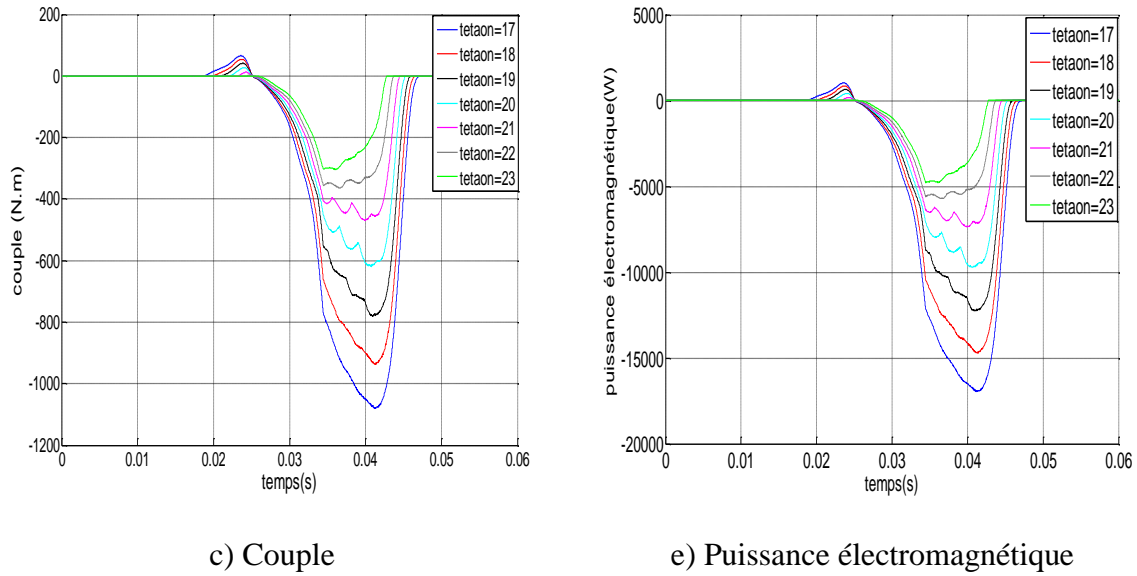 200
0
-200
-400
-600
-800
-1000
-1200
0
0.01
0.02
0.03
0.04
0.05
0.06
couple (N.m)
temps(s)
tetaon=17
tetaon=18
tetaon=19
tetaon=20
tetaon=21
tetaon=22
tetaon=23
c) Couple
5000
0
-5000
-10000
-15000
-20000
0
0.01
0.02
0.03
0.04
0.05
0.06
puissance électromagnétique(W)
temps(s)
tetaon=17
tetaon=18
tetaon=19
tetaon=20
tetaon=21
tetaon=22
tetaon=23
e) Puissance électromagnétique